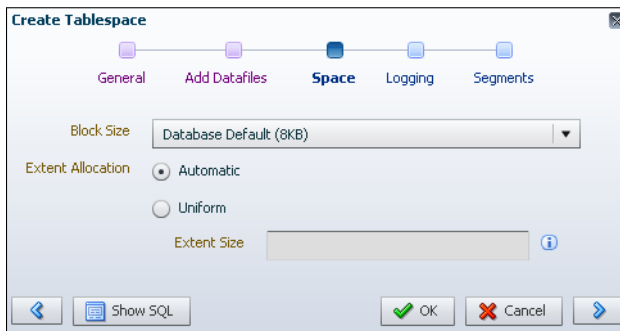 Create Tablespace
General Add Datafiles Space Logging Segments
Block Size Database Default (8KB)
Extent Allocation Automatic
Uniform
Extent Size
Show SQL OK Cancel